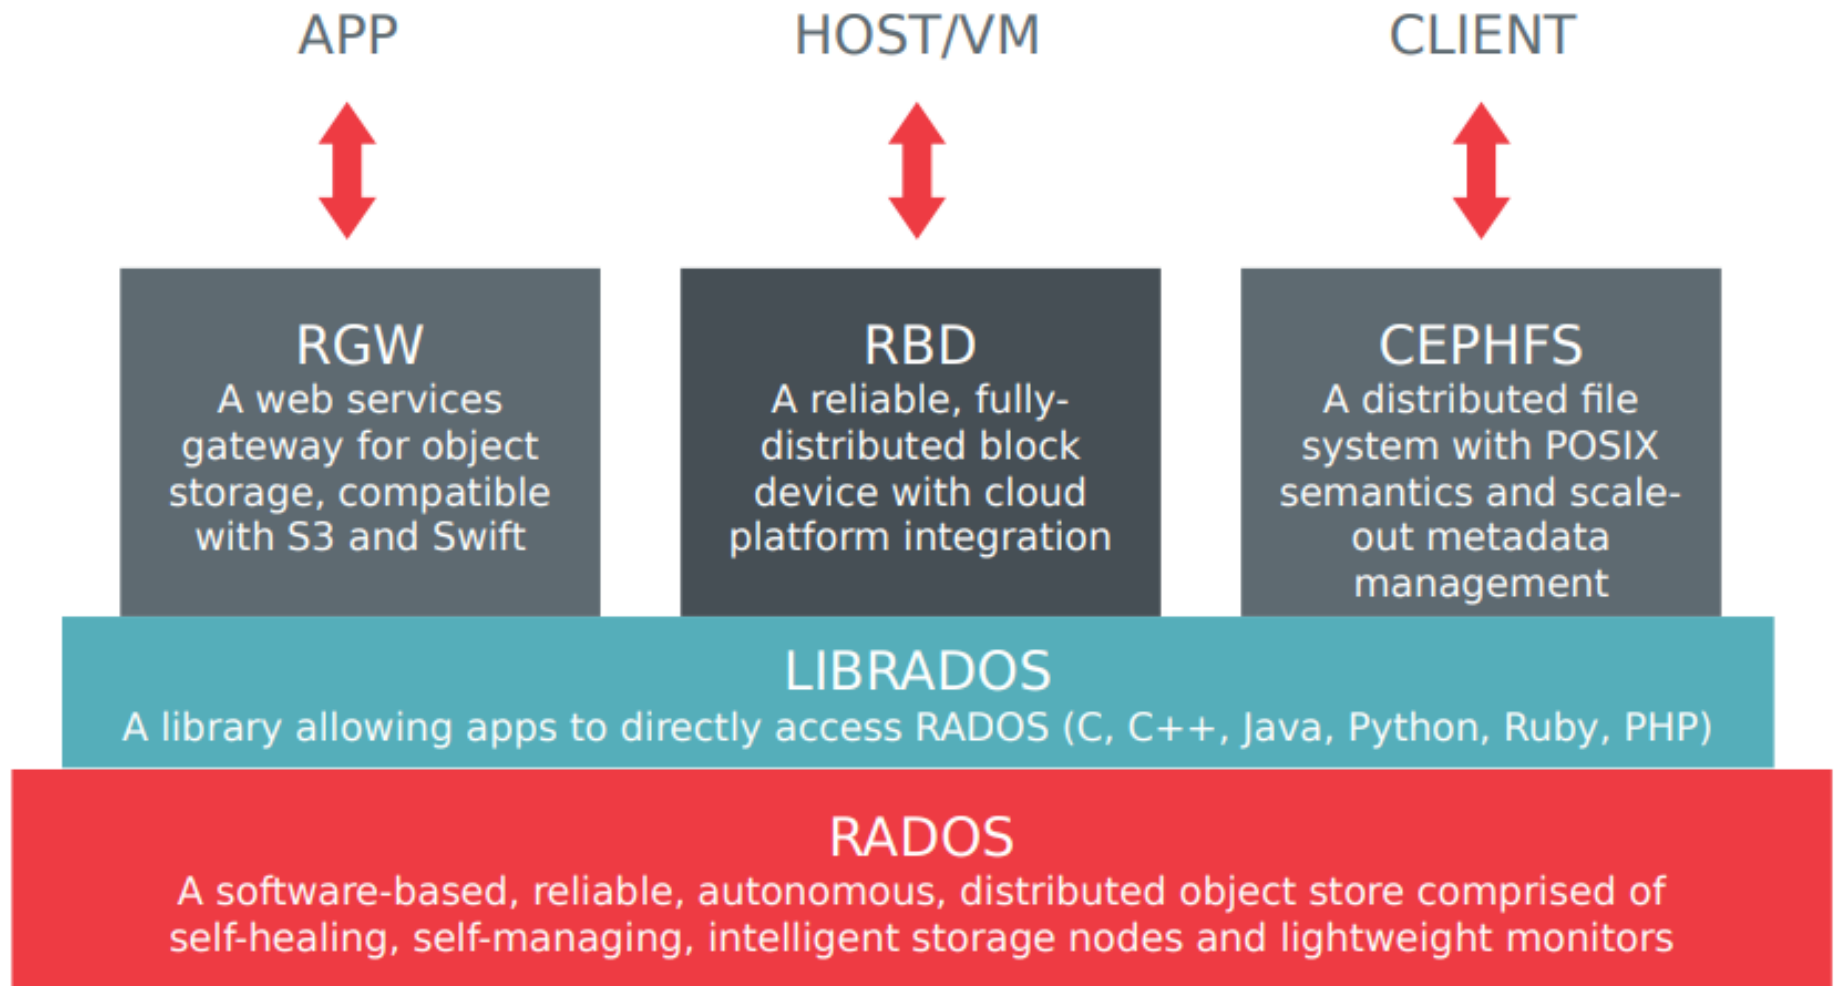 APP
HOST/VM
CLIENT
RGW
A web services
gateway for object
storage, compatible
with S3 and Swift
RBD
A reliable, fully-
distributed block
device with cloud
platform integration
CEPHFS
A distributed file
system with POSIX
semantics and scale-
out metadata
management
LIBRADOS
A library allowing apps to directly access RADOS (C, C++, Java, Python, Ruby, PHP)
RADOS
A software-based, reliable, autonomous, distributed object store comprised of
self-healing, self-managing, intelligent storage nodes and lightweight monitors